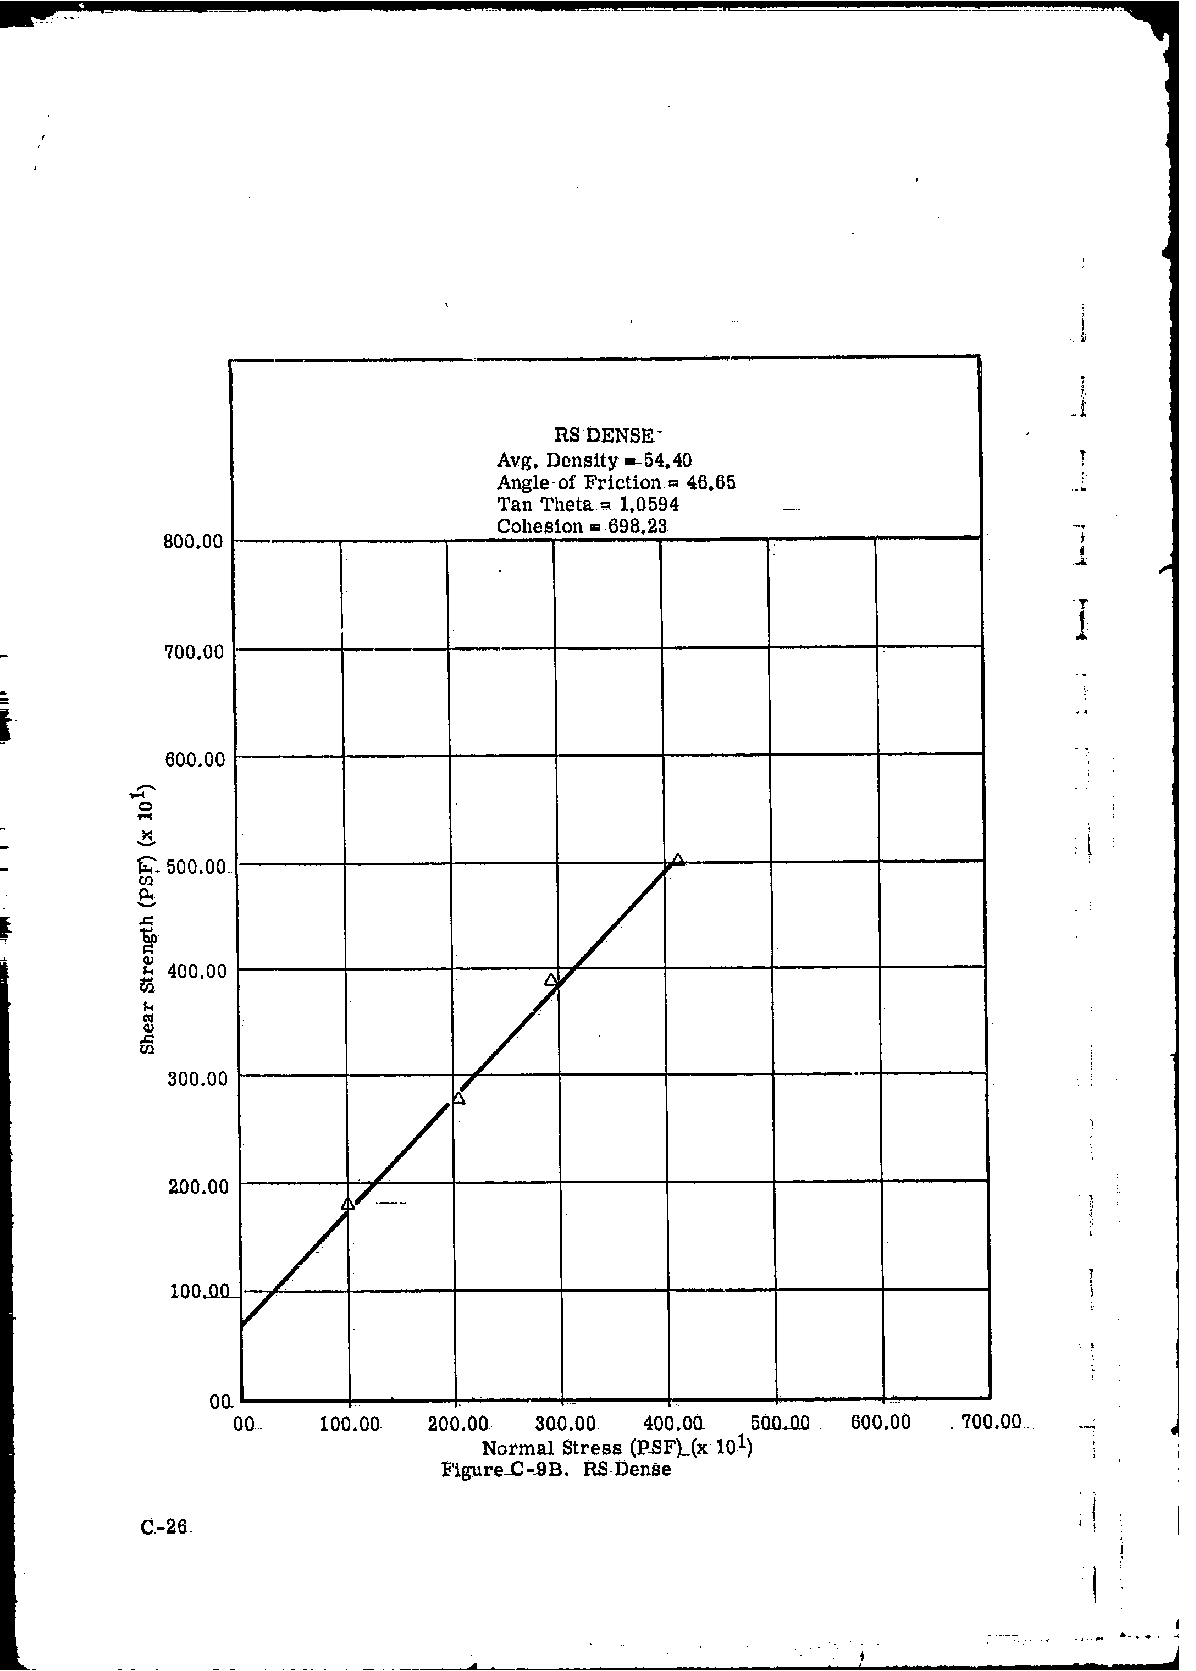 RS DENSE
Avg. Density = 54.40
Angle of Friction = 46.65
Tan Theta = 1.0594
Cohesion = 698.23
800.00
700.00
600.00
500.00
400.00
300.00
200.00
100.00
00
Shear Strength (PSF) (x 10¹)
00 100.00 200.00 300.00 400.00 500.00 600.00 700.00
Normal Stress (PSF) (x 10¹)
Figure C-9B. RS Dense
C-26